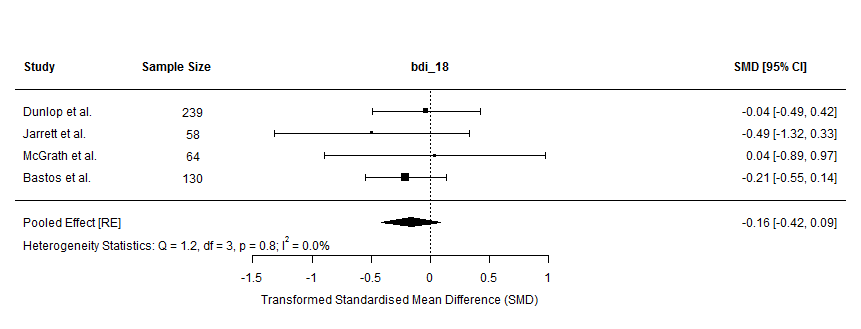 Study Sample Size bdi_18 SMD [95% CI]
Dunlop et al. 239 -0.04 [-0.49, 0.42]
Jarrett et al. 58 -0.49 [-1.32, 0.33]
McGrath et al. 64 0.04 [-0.89, 0.97]
Bastos et al. 130 -0.21 [-0.55, 0.14]
Pooled Effect [RE] -0.16 [-0.42, 0.09]
Heterogeneity Statistics: Q = 1.2, df = 3, p = 0.8; I² = 0.0%
-1.5 -1 -0.5 0 0.5 1
Transformed Standardised Mean Difference (SMD)